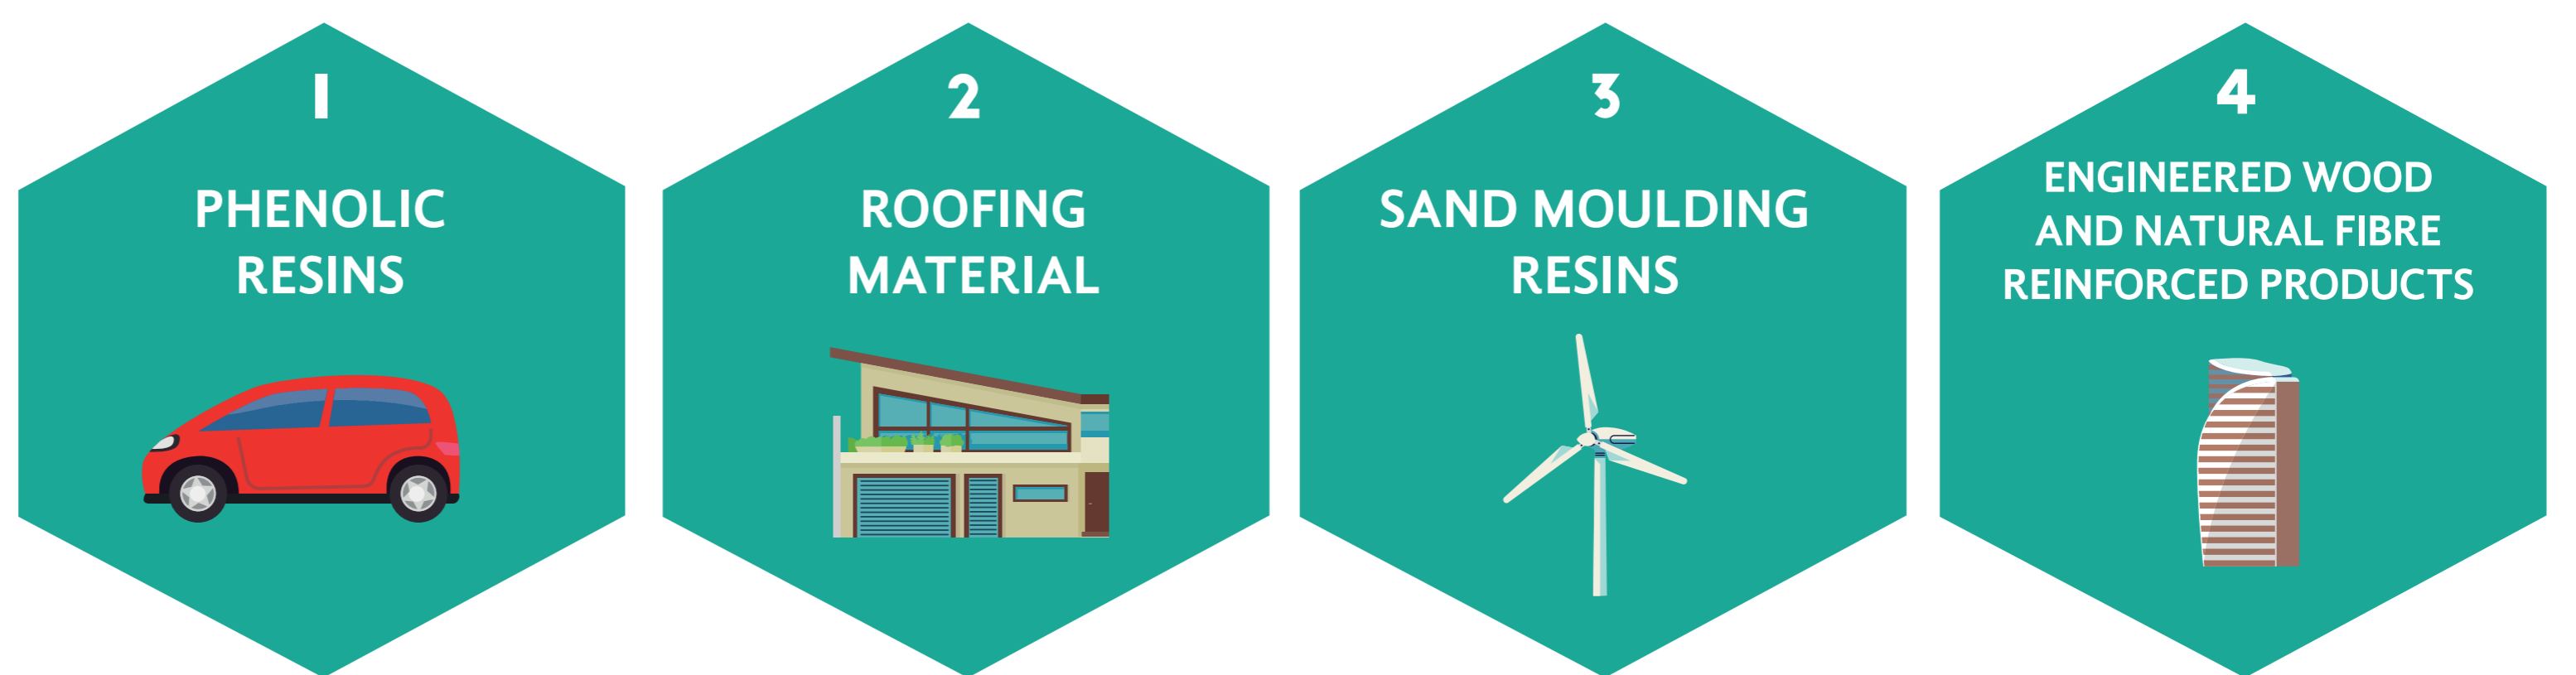 1
PHENOLIC
RESINS
2
ROOFING
MATERIAL
3
SAND MOULDING
RESINS
4
ENGINEERED WOOD
AND NATURAL FIBRE
REINFORCED PRODUCTS